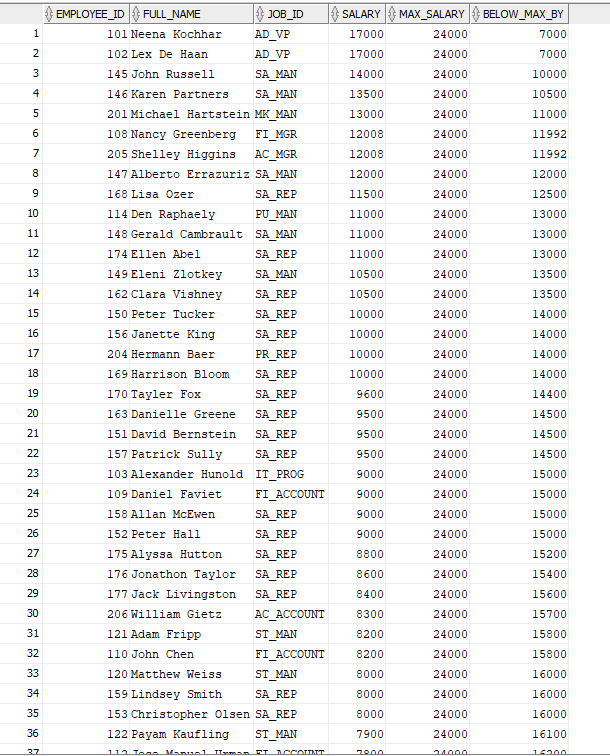 EMPLOYEE_ID FULL_NAME JOB_ID SALARY MAX_SALARY BELOW_MAX_BY
1 101 Neena Kochhar AD_VP 17000 24000 7000
2 102 Lex De Haan AD_VP 17000 24000 7000
3 145 John Russell SA_MAN 14000 24000 10000
4 146 Karen Partners SA_MAN 13500 24000 10500
5 201 Michael Hartstein MK_MAN 13000 24000 11000
6 108 Nancy Greenberg FI_MGR 12008 24000 11992
7 205 Shelley Higgins AC_MGR 12008 24000 11992
8 147 Alberto Errazuriz SA_MAN 12000 24000 12000
9 168 Lisa Ozer SA_REP 11500 24000 12500
10 114 Den Raphaely PU_MAN 11000 24000 13000
11 148 Gerald Cambrault SA_MAN 11000 24000 13000
12 174 Ellen Abel SA_REP 11000 24000 13000
13 149 Eleni Zlotkey SA_MAN 10500 24000 13500
14 162 Clara Vishney SA_REP 10500 24000 13500
15 150 Peter Tucker SA_REP 10000 24000 14000
16 156 Janette King SA_REP 10000 24000 14000
17 204 Hermann Baer PR_REP 10000 24000 14000
18 169 Harrison Bloom SA_REP 10000 24000 14000
19 170 Tayler Fox SA_REP 9600 24000 14400
20 163 Danielle Greene SA_REP 9500 24000 14500
21 151 David Bernstein SA_REP 9500 24000 14500
22 157 Patrick Sully SA_REP 9500 24000 14500
23 103 Alexander Hunold IT_PROG 9000 24000 15000
24 109 Daniel Faviet FI_ACCOUNT 9000 24000 15000
25 158 Allan McEwen SA_REP 9000 24000 15000
26 152 Peter Hall SA_REP 9000 24000 15000
27 175 Alyssa Hutton SA_REP 8800 24000 15200
28 176 Jonathon Taylor SA_REP 8600 24000 15400
29 177 Jack Livingston SA_REP 8400 24000 15600
30 206 William Gietz AC_ACCOUNT 8300 24000 15700
31 121 Adam Fripp ST_MAN 8200 24000 15800
32 110 John Chen FI_ACCOUNT 8200 24000 15800
33 120 Matthew Weiss ST_MAN 8000 24000 16000
34 159 Lindsey Smith SA_REP 8000 24000 16000
35 153 Christopher Olsen SA_REP 8000 24000 16000
36 122 Payam Kaufling ST_MAN 7900 24000 16100
37 112 Jose Manuel Urman FI_ACCOUNT 7800 24000 16200